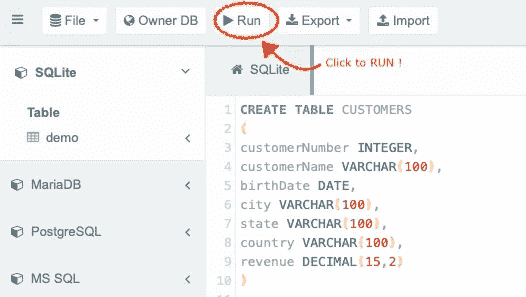 File Owner DB Run Export Import
Click to RUN !
SQLite
SQLite
Table
demo
MariaDB
PostgreSQL
MS SQL
1 CREATE TABLE CUSTOMERS
2 (
3 customerNumber INTEGER,
4 customerName VARCHAR(100),
5 birthDate DATE,
6 city VARCHAR(100),
7 state VARCHAR(100),
8 country VARCHAR(100),
9 revenue DECIMAL(15,2)
10 )